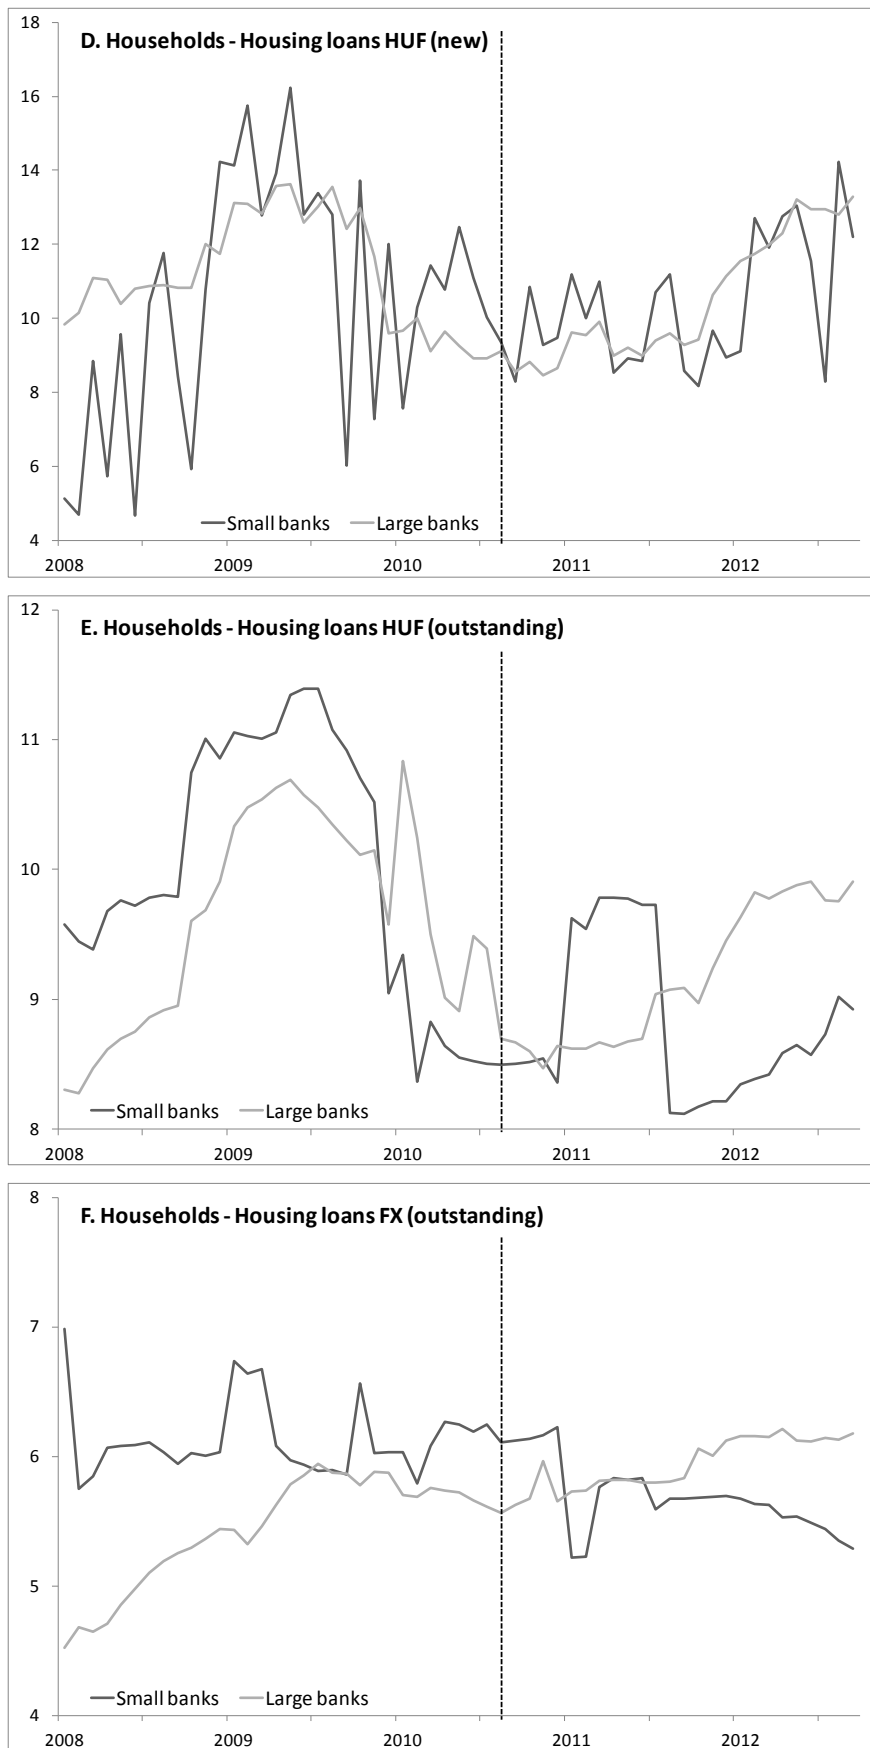 D. Households - Housing loans HUF (new)
18
16
14
12
10
8
6
4
Small banks Large banks
2008 2009 2010 2011 2012
E. Households - Housing loans HUF (outstanding)
12
11
10
9
8
Small banks Large banks
2008 2009 2010 2011 2012
F. Households - Housing loans FX (outstanding)
8
7
6
5
4
Small banks Large banks
2008 2009 2010 2011 2012